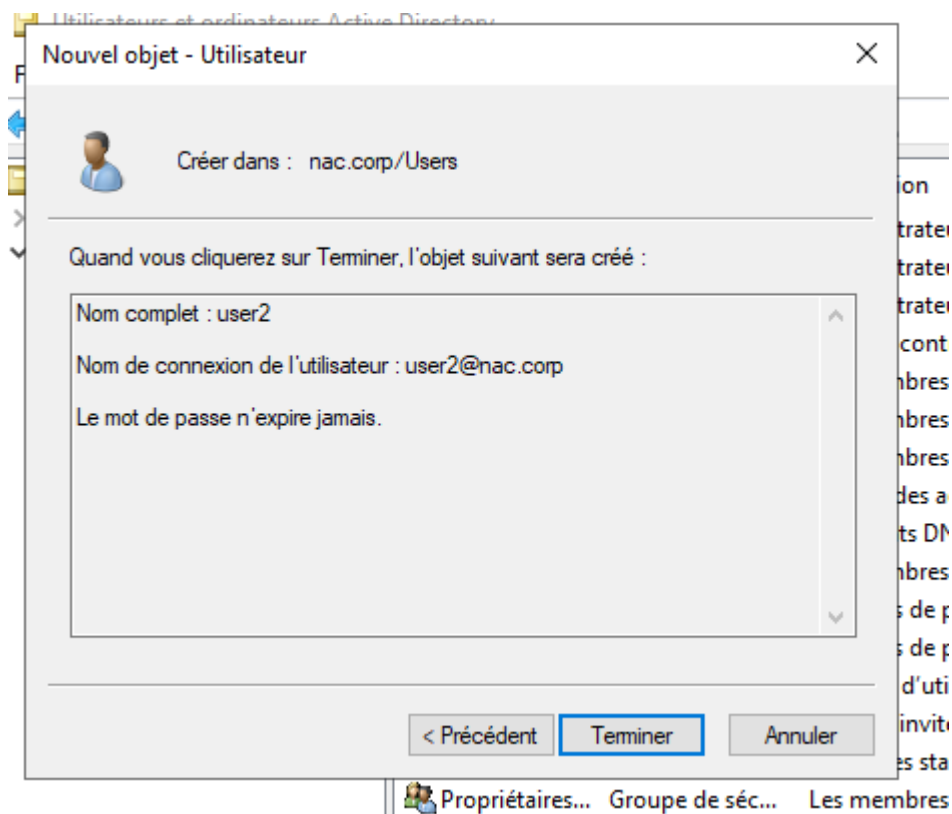 Utilisateurs et ordinateurs Active Directory
Nouvel objet - Utilisateur
Créer dans : nac.corp/Users
Quand vous cliquerez sur Terminer, l'objet suivant sera créé :
Nom complet : user2
Nom de connexion de l'utilisateur : user2@nac.corp
Le mot de passe n'expire jamais.
< Précédent
Terminer
Annuler
Propriétaires... Groupe de séc... Les membres